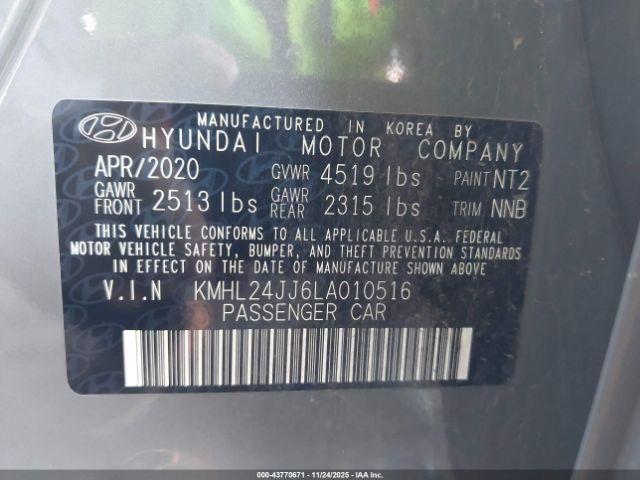 MANUFACTURED IN KOREA BY
HYUNDAI MOTOR COMPANY
APR/2020 GVWR 4519 lbs PAINT NT2
GAWR FRONT 2513 lbs GAWR REAR 2315 lbs TRIM NNB
THIS VEHICLE CONFORMS TO ALL APPLICABLE U.S.A. FEDERAL
MOTOR VEHICLE SAFETY, BUMPER, AND THEFT PREVENTION STANDARDS
IN EFFECT ON THE DATE OF MANUFACTURE SHOWN ABOVE
V.I.N KMHL24JJ6LA010516
PASSENGER CAR
000-43770671 - 11/24/2025 - IAAI, Inc.